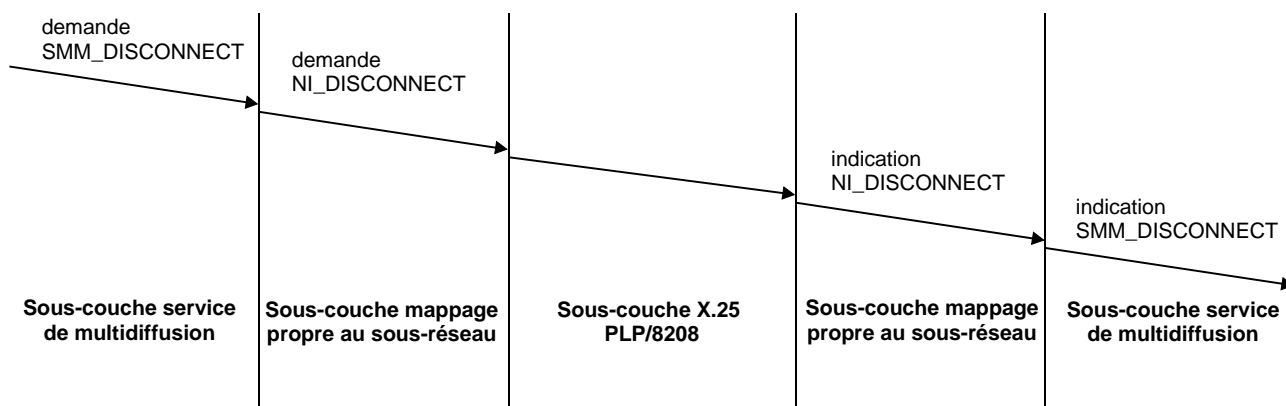 demande
SMM_DISCONNECT
demande
NI_DISCONNECT
indication
NI_DISCONNECT
indication
SMM_DISCONNECT
Sous-couche service
de multidiffusion
Sous-couche mappage
propre au sous-réseau
Sous-couche X.25
PLP/8208
Sous-couche mappage
propre au sous-réseau
Sous-couche service
de multidiffusion